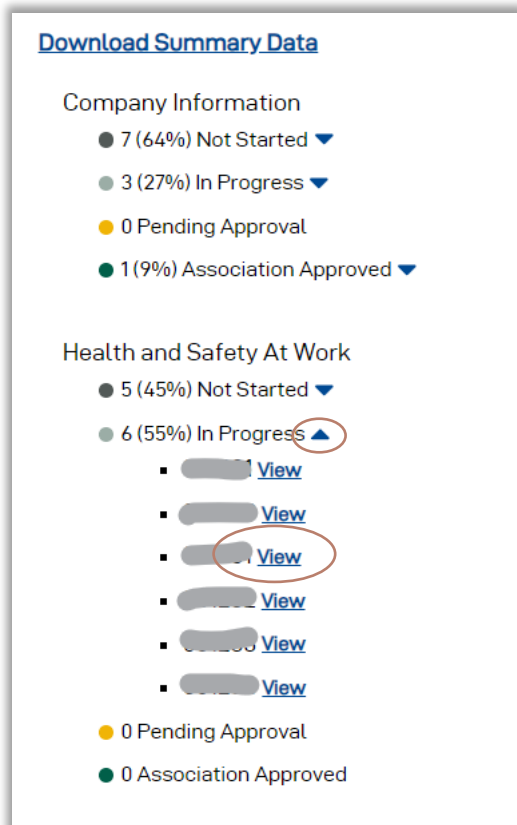 Download Summary Data
Company Information
7 (64%) Not Started
3 (27%) In Progress
0 Pending Approval
1 (9%) Association Approved
Health and Safety At Work
5 (45%) Not Started
6 (55%) In Progress
View
View
View
View
View
View
0 Pending Approval
0 Association Approved